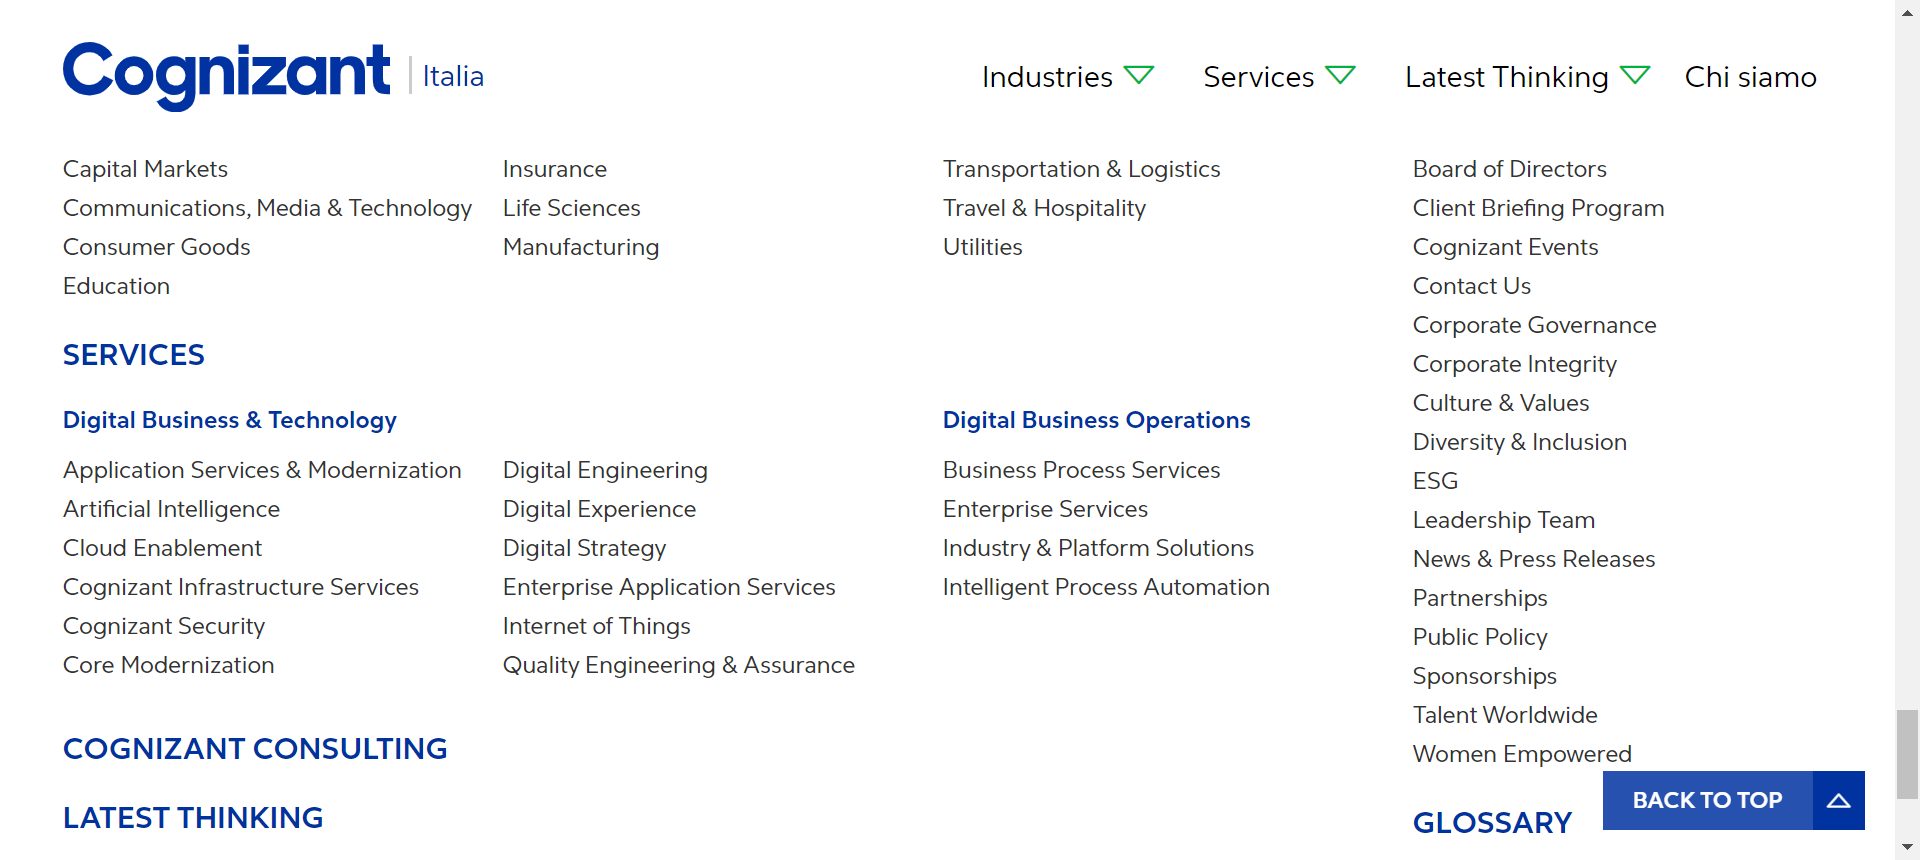 Cognizant | Italia
Industries Services Latest Thinking Chi siamo
Capital Markets
Communications, Media & Technology
Consumer Goods
Education
Insurance
Life Sciences
Manufacturing
Transportation & Logistics
Travel & Hospitality
Utilities
SERVICES
Digital Business & Technology
Application Services & Modernization
Artificial Intelligence
Cloud Enablement
Cognizant Infrastructure Services
Cognizant Security
Core Modernization
Digital Engineering
Digital Experience
Digital Strategy
Enterprise Application Services
Internet of Things
Quality Engineering & Assurance
Digital Business Operations
Business Process Services
Enterprise Services
Industry & Platform Solutions
Intelligent Process Automation
COGNIZANT CONSULTING
LATEST THINKING
Board of Directors
Client Briefing Program
Cognizant Events
Contact Us
Corporate Governance
Corporate Integrity
Culture & Values
Diversity & Inclusion
ESG
Leadership Team
News & Press Releases
Partnerships
Public Policy
Sponsorships
Talent Worldwide
Women Empowered
GLOSSARY
BACK TO TOP